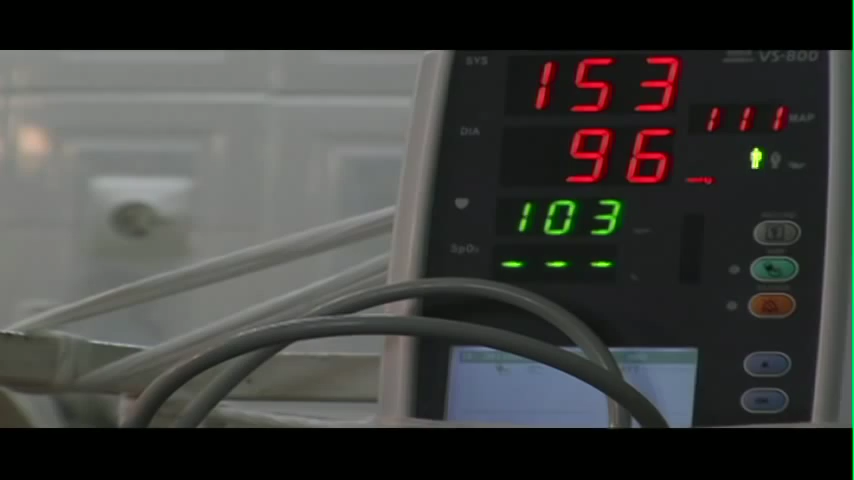 VS-800
SYS
153
111 MAP
DIA
96
103
SpO₂
---